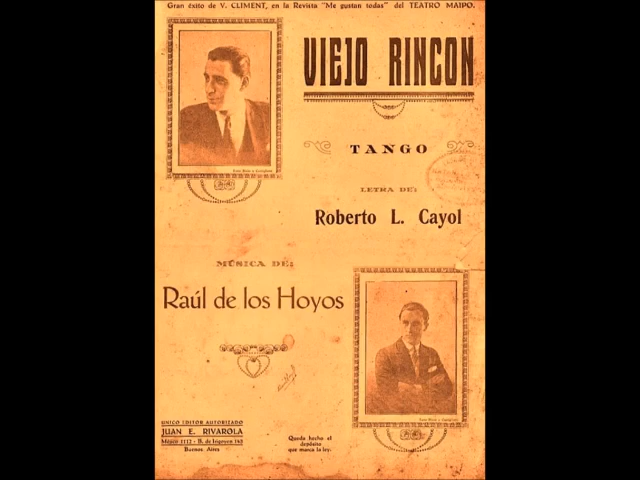 Gran éxito de V. CLIMENT, en la Revista "Me gustan todas" del TEATRO MAIPO.
VIEJO RINCON
TANGO
LETRA DE:
Roberto L. Cayol
MÚSICA DE:
Raúl de los Hoyos
UNICO EDITOR AUTORIZADO
JUAN E. RIVAROLA
Buenos Aires
Queda hecho el
depósito
que marca la ley.